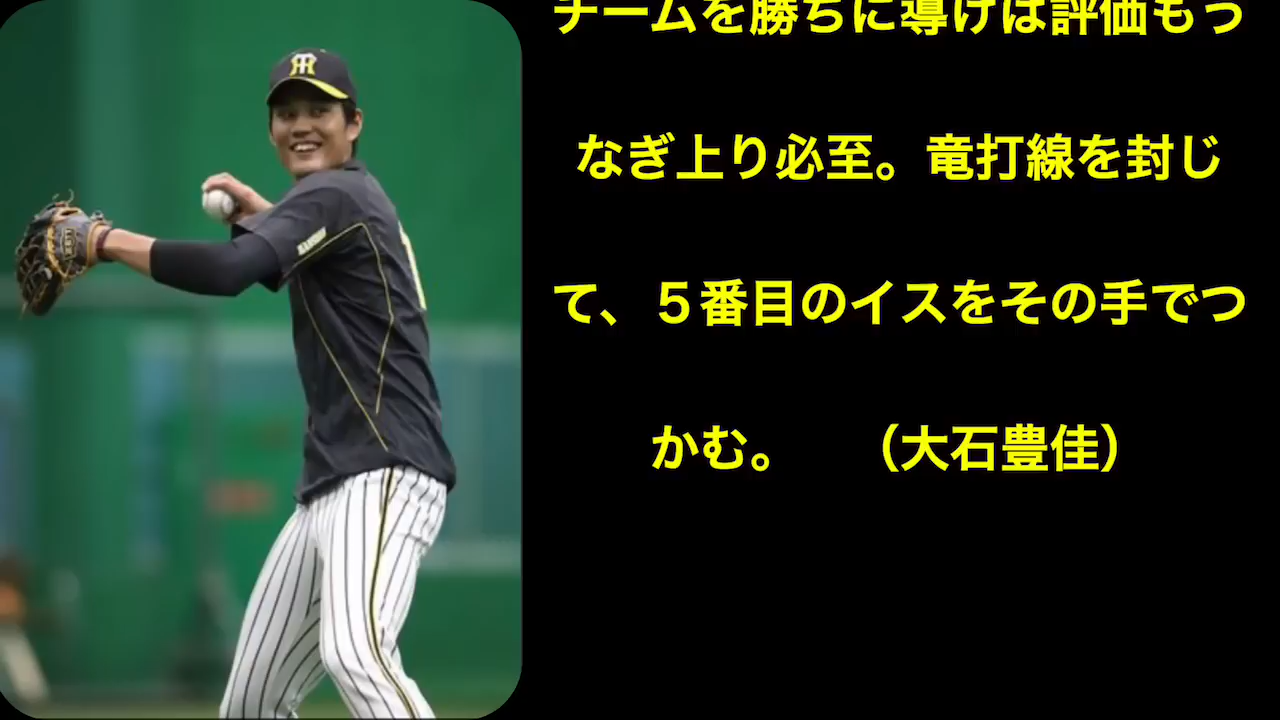 チームを勝ちに導けば評価もう
なぎ上り必至。竜打線を封じ
て、５番目のイスをその手でつ
かむ。　（大石豊佳）